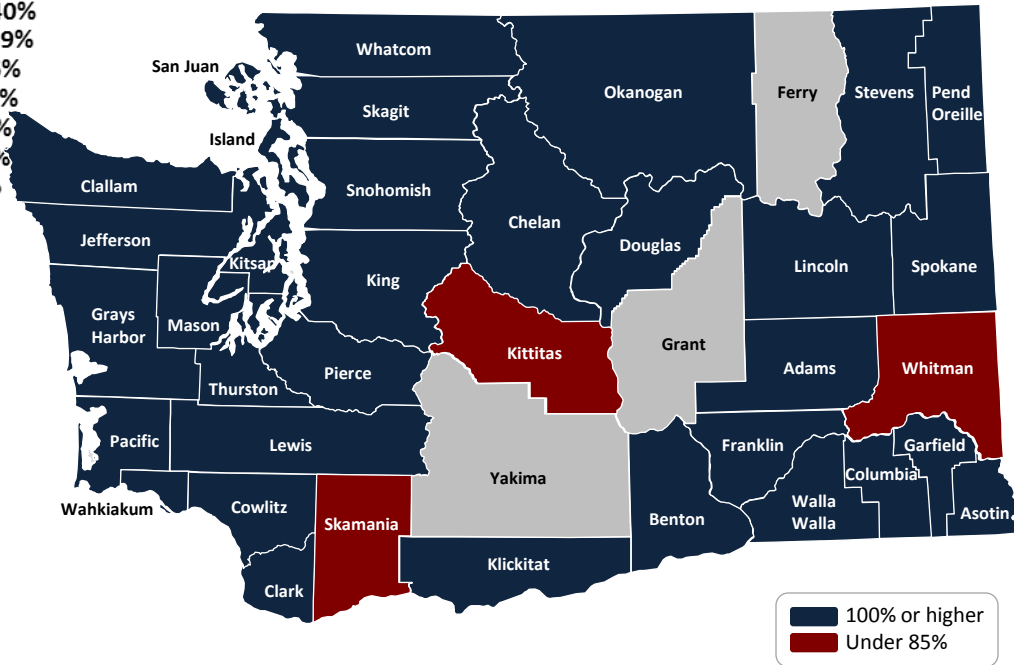 40%
9%
%
%
%
%
Whatcom
San Juan
Okanogan
Ferry
Stevens
Pend
Oreille
Skagit
Island
Clallam
Snohomish
Chelan
Jefferson
Douglas
Kitsap
King
Lincoln
Spokane
Grays
Harbor
Mason
Kittitas
Grant
Adams
Whitman
Thurston
Pierce
Pacific
Lewis
Franklin
Garfield
Yakima
Columbia
Wahkiakum
Cowlitz
Skamania
Benton
Walla
Walla
Asotin
Klickitat
Clark
100% or higher
Under 85%